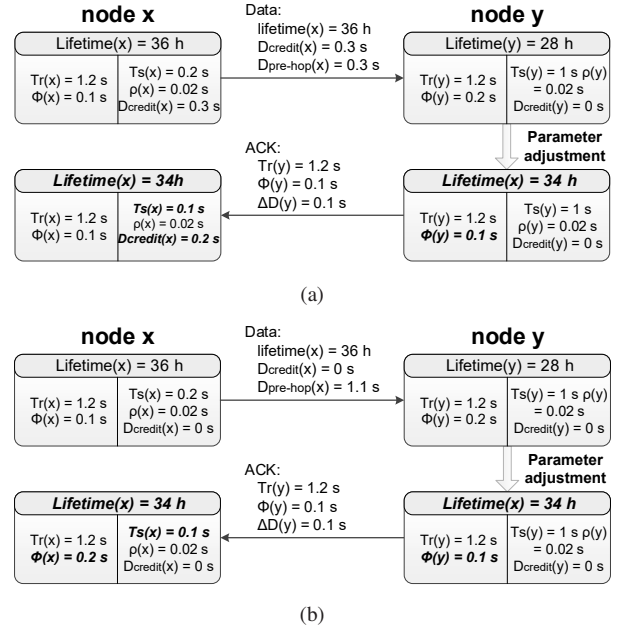 node x
Data:
node y
Lifetime(x) = 36 h
lifetime(x) = 36 h
Dcredit(x) = 0.3 s
Dpre-hop(x) = 0.3 s
Lifetime(y) = 28 h
Tr(x) = 1.2 s
Φ(x) = 0.1 s
Ts(x) = 0.2 s
ρ(x) = 0.02 s
Dcredit(x) = 0.3 s
Tr(y) = 1.2 s
Φ(y) = 0.2 s
Ts(y) = 1 s ρ(y)
= 0.02 s
Dcredit(y) = 0 s
Parameter
adjustment
ACK:
Tr(y) = 1.2 s
Φ(y) = 0.1 s
ΔD(y) = 0.1 s
Lifetime(x) = 34h
Tr(x) = 1.2 s
Φ(x) = 0.1 s
Ts(x) = 0.1 s
ρ(x) = 0.02 s
Dcredit(x) = 0.2 s
Lifetime(x) = 34 h
Tr(y) = 1.2 s
Φ(y) = 0.1 s
Ts(y) = 1 s
ρ(y) = 0.02 s
Dcredit(y) = 0 s
(a)
node x
Data:
node y
Lifetime(x) = 36 h
lifetime(x) = 36 h
Dcredit(x) = 0 s
Dpre-hop(x) = 1.1 s
Lifetime(y) = 28 h
Tr(x) = 1.2 s
Φ(x) = 0.1 s
Ts(x) = 0.2 s
ρ(x) = 0.02 s
Dcredit(x) = 0 s
Tr(y) = 1.2 s
Φ(y) = 0.2 s
Ts(y) = 1 s ρ(y)
= 0.02 s
Dcredit(y) = 0 s
Parameter
adjustment
ACK:
Tr(y) = 1.2 s
Φ(y) = 0.1 s
ΔD(y) = 0.1 s
Lifetime(x) = 34 h
Tr(x) = 1.2 s
Φ(x) = 0.2 s
Ts(x) = 0.1 s
ρ(x) = 0.02 s
Dcredit(x) = 0 s
Lifetime(x) = 34 h
Tr(y) = 1.2 s
Φ(y) = 0.1 s
Ts(y) = 1 s ρ(y)
= 0.02 s
Dcredit(y) = 0 s
(b)